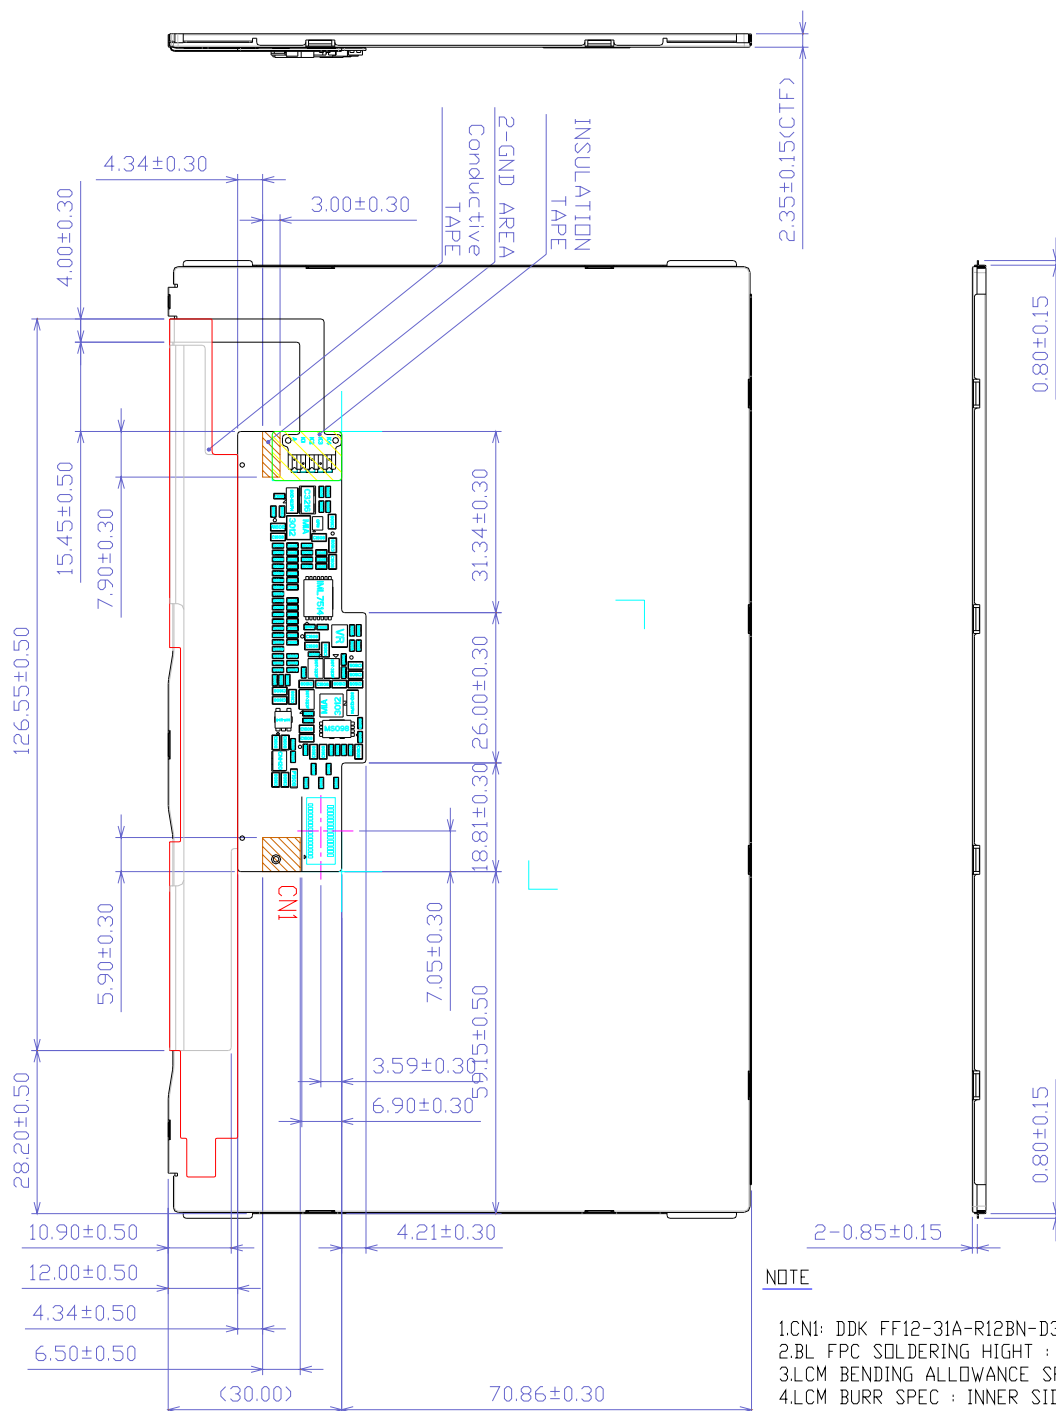 2.35±0.15(CTF)
4.34±0.30
3.00±0.30
4.00±0.30
INSULATION
TAPE
2-GND AREA
Conductive
TAPE
0.80±0.15
15.45±0.50
7.90±0.30
31.34±0.30
126.55±0.50
26.00±0.30
18.81±0.30
5.90±0.30
CN1
7.05±0.30
59.15±0.50
3.59±0.30
6.90±0.30
28.20±0.50
0.80±0.15
10.90±0.50
4.21±0.30
2-0.85±0.15
12.00±0.50
4.34±0.50
6.50±0.50
(30.00)
70.86±0.30
VR
NOTE
1.CN1: DDK FF12-31A-R12BN-D3
2.BL FPC SOLDERING HIGHT :
3.LCM BENDING ALLOWANCE
4.LCM BURR SPEC : INNER